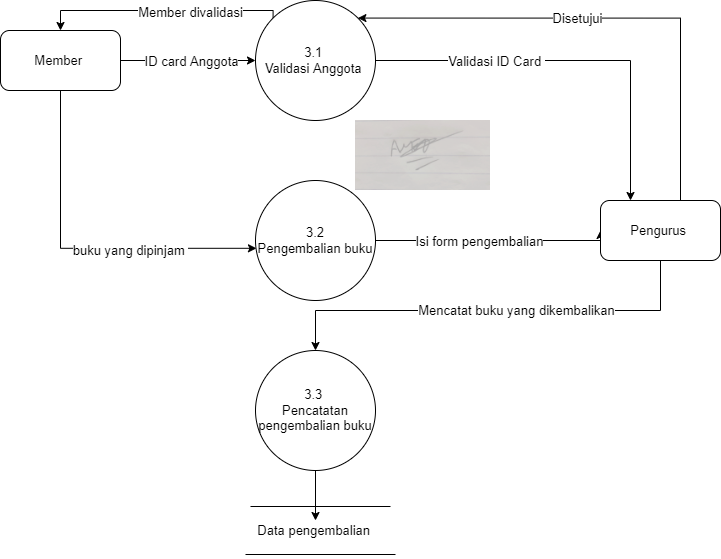 Member divalidasi
Disetujui
3.1
Validasi Anggota
Member
ID card Anggota
Validasi ID Card
3.2
Pengembalian buku
buku yang dipinjam
Isi form pengembalian
Pengurus
Mencatat buku yang dikembalikan
3.3
Pencatatan
pengembalian buku
Data pengembalian